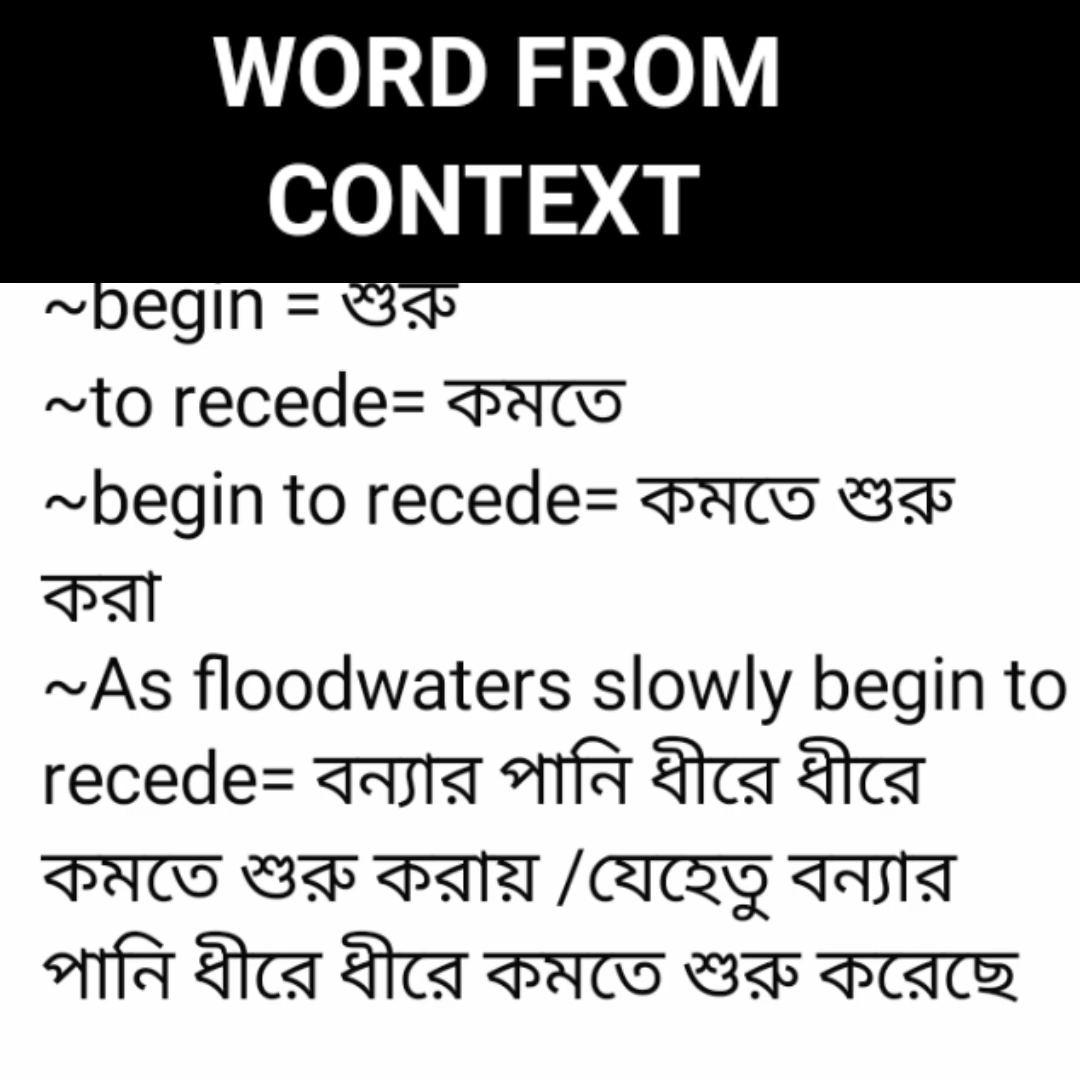 WORD FROM
CONTEXT
~begin = শুরু
~to recede= কমতে
~begin to recede= কমতে শুরু
করা
~As floodwaters slowly begin to
recede= বন্যার পানি ধীরে ধীরে
কমতে শুরু করায় /যেহেতু বন্যার
পানি ধীরে ধীরে কমতে শুরু করেছে